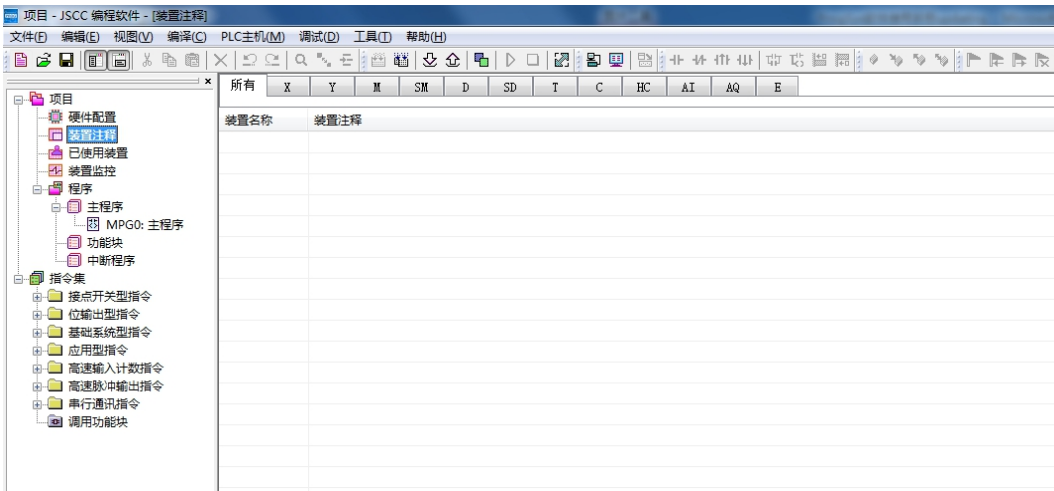 项目 - JSCC 编程软件 - [装置注释]
文件(F) 编辑(E) 视图(V) 编译(C) PLC主机(M) 调试(D) 工具(T) 帮助(H)
所有 X Y M SM D SD T C HC AI AQ E
装置名称 装置注释
项目
硬件配置
装置注释
已使用装置
装置监控
程序
主程序
MPG0: 主程序
功能块
中断程序
指令集
接点开关型指令
位输出型指令
基础系统型指令
应用型指令
高速输入计数指令
高速脉冲输出指令
串行通讯指令
调用功能块